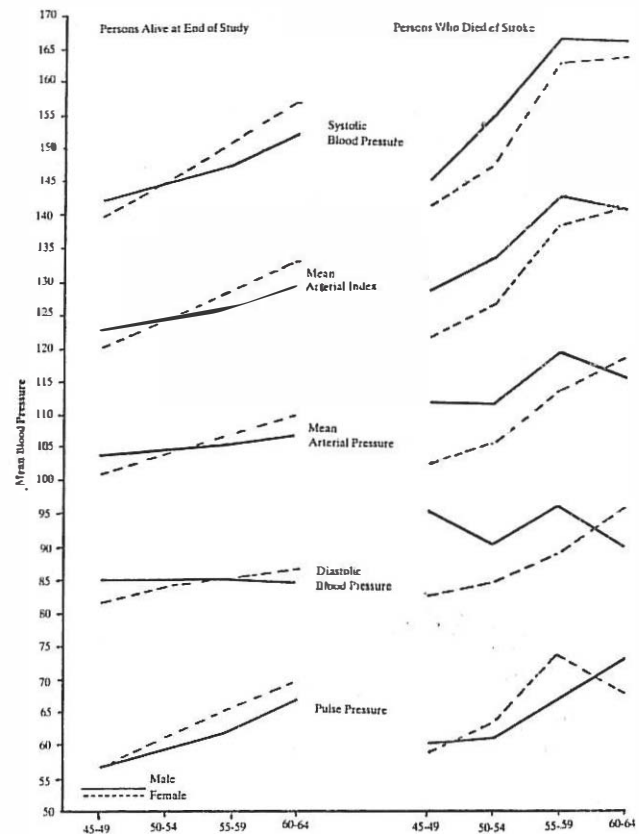 170
Persons Alive at End of Study
Persons Who Died of Stroke
165
160
155
Systolic
Blood Pressure
150
145
140
135
Mean
Arterial Index
130
125
120
115
110
Mean
Arterial Pressure
105
100
95
90
Diastolic
Blood Pressure
85
80
70
Pulse Pressure
65
60
55
Male
Female
50
Mean Blood Pressure
45-49 50-54 55-59 60-64
45-49 50-54 55-59 60-64